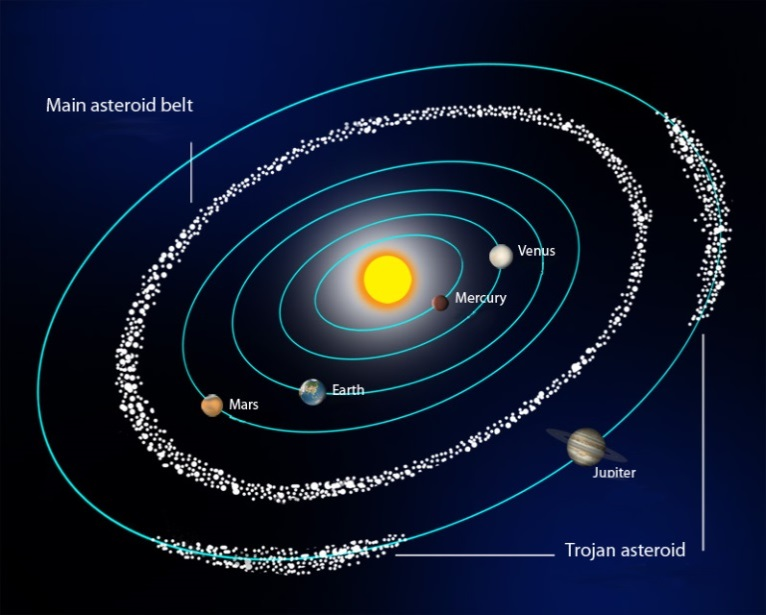 Main asteroid belt
Venus
Mercury
Earth
Mars
Jupiter
Trojan asteroid